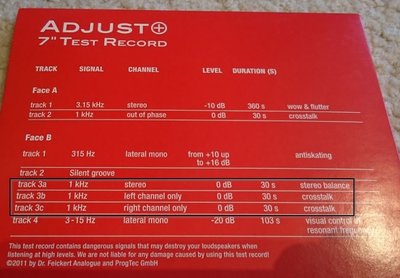 ADJUST+
7" TEST RECORD
TRACK SIGNAL CHANNEL LEVEL DURATION (S)
Face A
track 1 3.15 kHz stereo -10 dB 360 s wow & flutter
track 2 1 kHz out of phase 0 dB 30 s crosstalk
Face B
track 1 315 Hz lateral mono from +10 up antiskating
to +16 dB
track 2 Silent groove
track 3a 1 kHz stereo 0 dB 30 s stereo balance
track 3b 1 kHz left channel only 0 dB 30 s crosstalk
track 3c 1 kHz right channel only 0 dB 30 s crosstalk
track 4 3 -15 Hz lateral mono -20 dB 103 s visual control of
resonant frequency
This test record contains dangerous signals that may destroy your loudspeakers when
listening at high levels. We are not liable for any damage caused by using this test record!
©2011 by Dr. Feickert Analogue and ProgTec GmbH